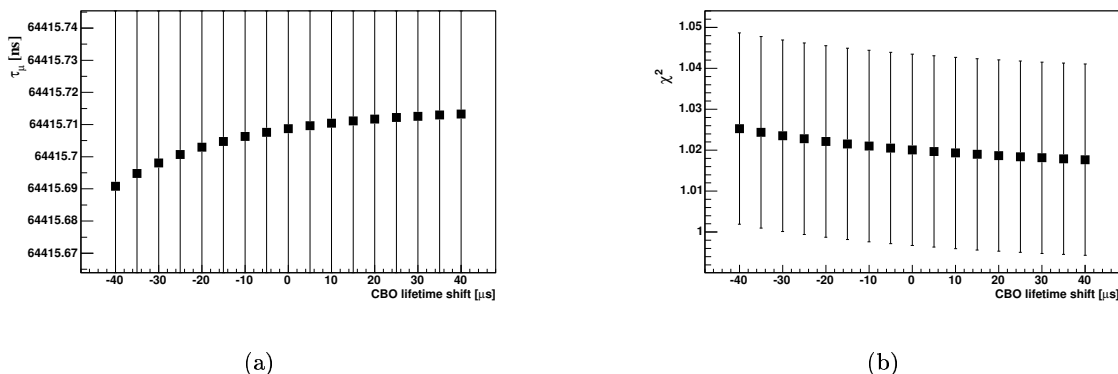 64415.74
64415.73
64415.72
64415.71
64415.7
64415.69
64415.68
64415.67
τμ [ns]
-40 -30 -20 -10 0 10 20 30 40
CBO lifetime shift [μs]
(a)
1.05
1.04
1.03
1.02
1.01
1
χ²
-40 -30 -20 -10 0 10 20 30 40
CBO lifetime shift [μs]
(b)